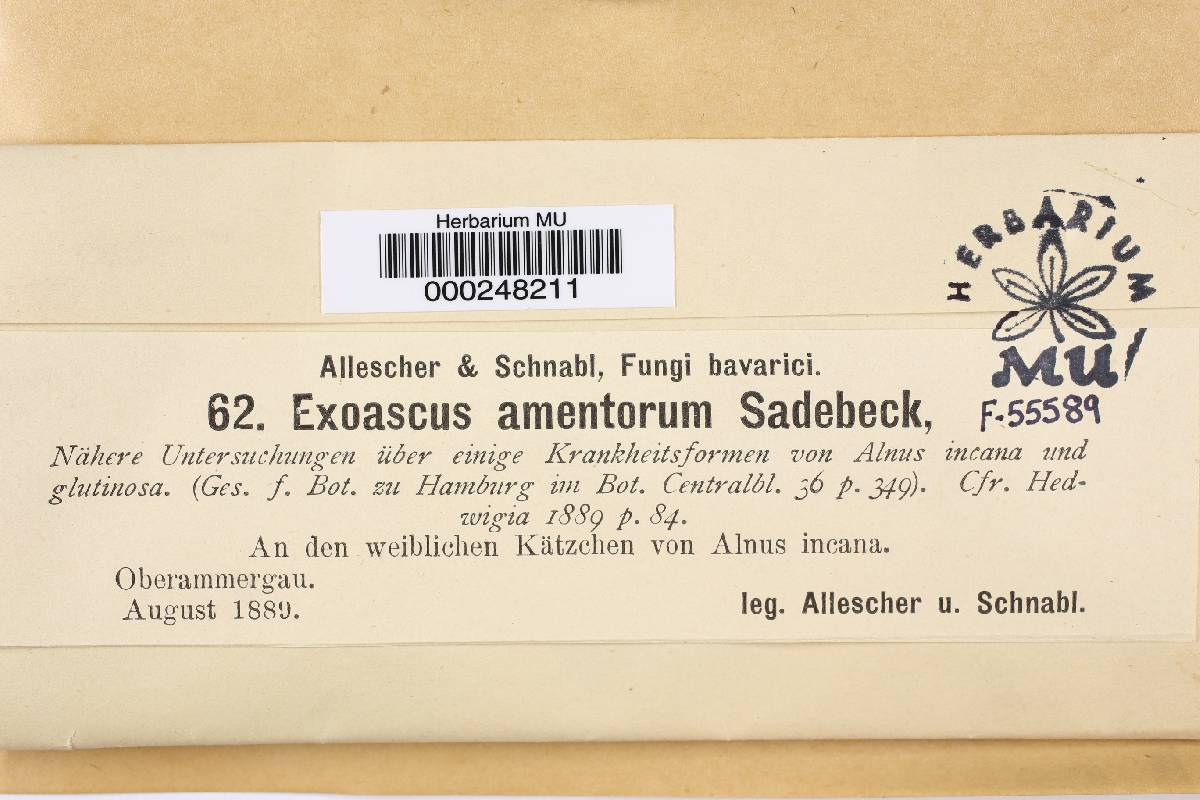 Herbarium MU
000248211
HERBARIUM
MU
F-55589
Allescher & Schnabl, Fungi bavarici.
62. Exoascus amentorum Sadebeck,
Nähere Untersuchungen über einige Krankheitsformen von Alnus incana und
glutinosa. (Ges. f. Bot. zu Hamburg im Bot. Centralbl. 36 p. 349). Cfr. Hed-
wigia 1889 p. 84.
An den weiblichen Kätzchen von Alnus incana.
Oberammergau.
August 1889.
leg. Allescher u. Schnabl.